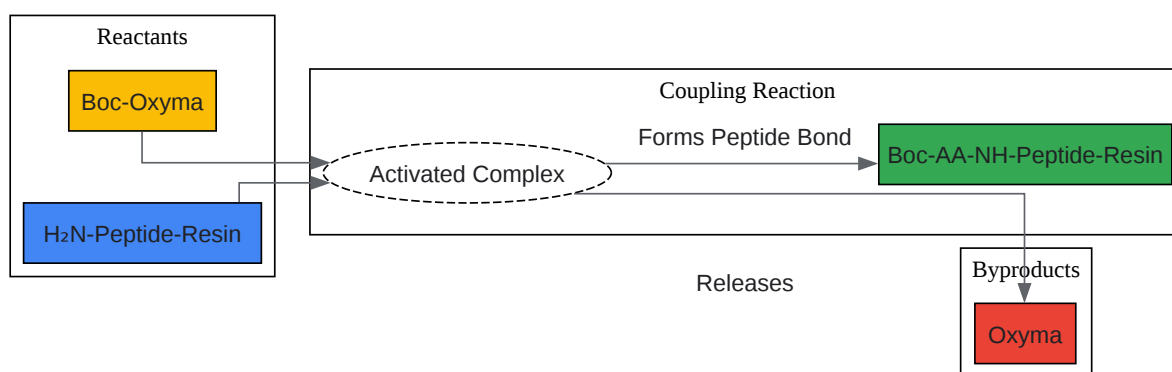 Reactants
Boc-Oxyma
H₂N-Peptide-Resin
Coupling Reaction
Activated Complex
Forms Peptide Bond
Boc-AA-NH-Peptide-Resin
Releases
Byproducts
Oxyma